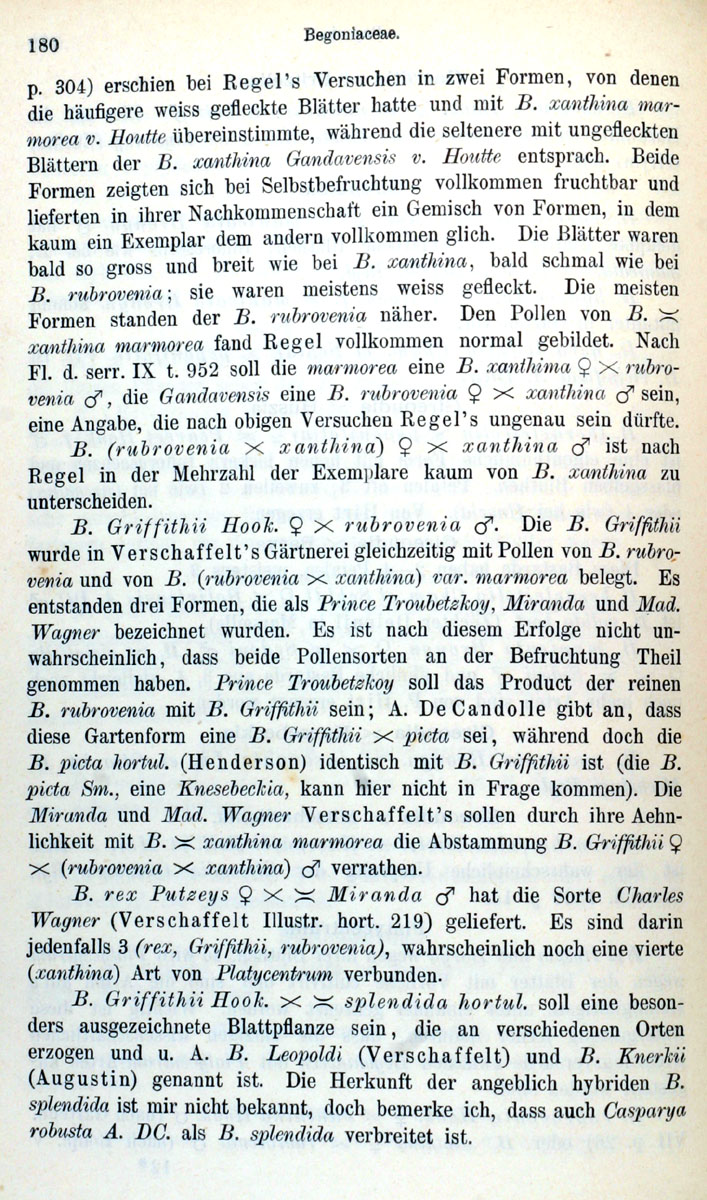 180
Begoniaceae.
p. 304) erschien bei Regel's Versuchen in zwei Formen, von denen
die häufigere weiss gefleckte Blätter hatte und mit B. xanthina mar-
morea v. Houtte übereinstimmte, während die seltenere mit ungefleckten
Blättern der B. xanthina Gandavensis v. Houtte entsprach. Beide
Formen zeigten sich bei Selbstbefruchtung vollkommen fruchtbar und
lieferten in ihrer Nachkommenschaft ein Gemisch von Formen, in dem
kaum ein Exemplar dem andern vollkommen glich. Die Blätter waren
bald so gross und breit wie bei B. xanthina, bald schmal wie bei
B. rubrovenia; sie waren meistens weiss gefleckt. Die meisten
Formen standen der B. rubrovenia näher. Den Pollen von B. ≍
xanthina marmorea fand Regel vollkommen normal gebildet. Nach
Fl. d. serr. IX t. 952 soll die marmorea eine B. xanthima ♀ × rubro-
venia ♂, die Gandavensis eine B. rubrovenia ♀ × xanthina ♂ sein,
eine Angabe, die nach obigen Versuchen Regel's ungenau sein dürfte.
B. (rubrovenia × xanthina) ♀ × xanthina ♂ ist nach
Regel in der Mehrzahl der Exemplare kaum von B. xanthina zu
unterscheiden.
B. Griffithii Hook. ♀ × rubrovenia ♂. Die B. Griffithii
wurde in Verschaffelt's Gärtnerei gleichzeitig mit Pollen von B. rubro-
venia und von B. (rubrovenia × xanthina) var. marmorea belegt. Es
entstanden drei Formen, die als Prince Troubetzkoy, Miranda und Mad.
Wagner bezeichnet wurden. Es ist nach diesem Erfolge nicht un-
wahrscheinlich, dass beide Pollensorten an der Befruchtung Theil
genommen haben. Prince Troubetzkoy soll das Product der reinen
B. rubrovenia mit B. Griffithii sein; A. De Candolle gibt an, dass
diese Gartenform eine B. Griffithii × picta sei, während doch die
B. picta hortul. (Henderson) identisch mit B. Griffithii ist (die B.
picta Sm., eine Knesebeckia, kann hier nicht in Frage kommen). Die
Miranda und Mad. Wagner Verschaffelt's sollen durch ihre Aehn-
lichkeit mit B. ≍ xanthina marmorea die Abstammung B. Griffithii ♀
× (rubrovenia × xanthina) ♂ verrathen.
B. rex Putzeys ♀ × ≍ Miranda ♂ hat die Sorte Charles
Wagner (Verschaffelt Illustr. hort. 219) geliefert. Es sind darin
jedenfalls 3 (rex, Griffithii, rubrovenia), wahrscheinlich noch eine vierte
(xanthina) Art von Platycentrum verbunden.
B. Griffithii Hook. × ≍ splendida hortul. soll eine beson-
ders ausgezeichnete Blattpflanze sein, die an verschiedenen Orten
erzogen und u. A. B. Leopoldi (Verschaffelt) und B. Knerkii
(Augustin) genannt ist. Die Herkunft der angeblich hybriden B.
splendida ist mir nicht bekannt, doch bemerke ich, dass auch Casparya
robusta A. DC. als B. splendida verbreitet ist.